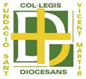 COL·LEGIS
FUNDACIÓ SANT
VICENT MÀRTIR
DIOCESANS